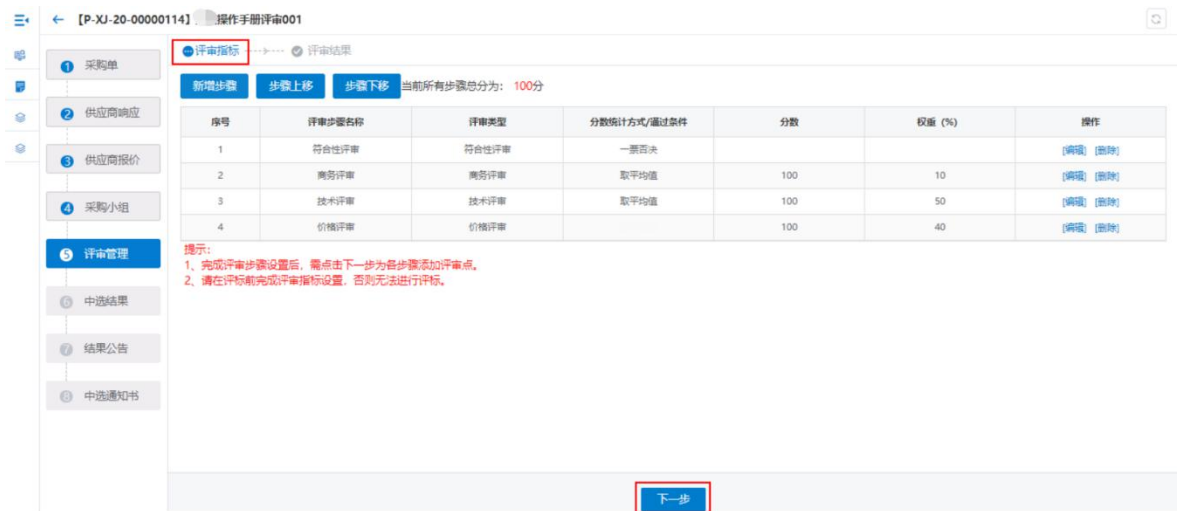 【P-XJ-20-00000114】 操作手册评审001
1 采购单
2 供应商响应
3 供应商报价
4 采购小组
5 评审管理
6 中选结果
7 结果公告
8 中选通知书
评审指标 评审结果
新增步骤 步骤上移 步骤下移 当前所有步骤总分为： 100分
序号 评审步骤名称 评审类型 分数统计方式/通过条件 分数 权重（%） 操作
1 符合性评审 符合性评审 一票否决 [编辑] [删除]
2 商务评审 商务评审 取平均值 100 10 [编辑] [删除]
3 技术评审 技术评审 取平均值 100 50 [编辑] [删除]
4 价格评审 价格评审 100 40 [编辑] [删除]
提示：
1、完成评审步骤设置后，需点击下一步为各步骤添加评审点。
2、请在评标前完成评审指标设置，否则无法进行评标。
下一步